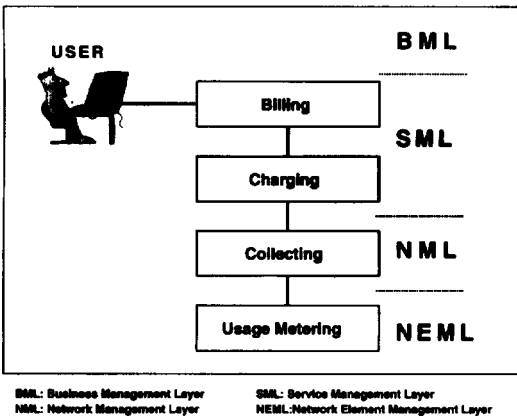 USER
BML
Billing
SML
Charging
Collecting
NML
Usage Metering
NEML
BML: Business Management Layer
SML: Service Management Layer
NML: Network Management Layer
NEML:Network Element Management Layer